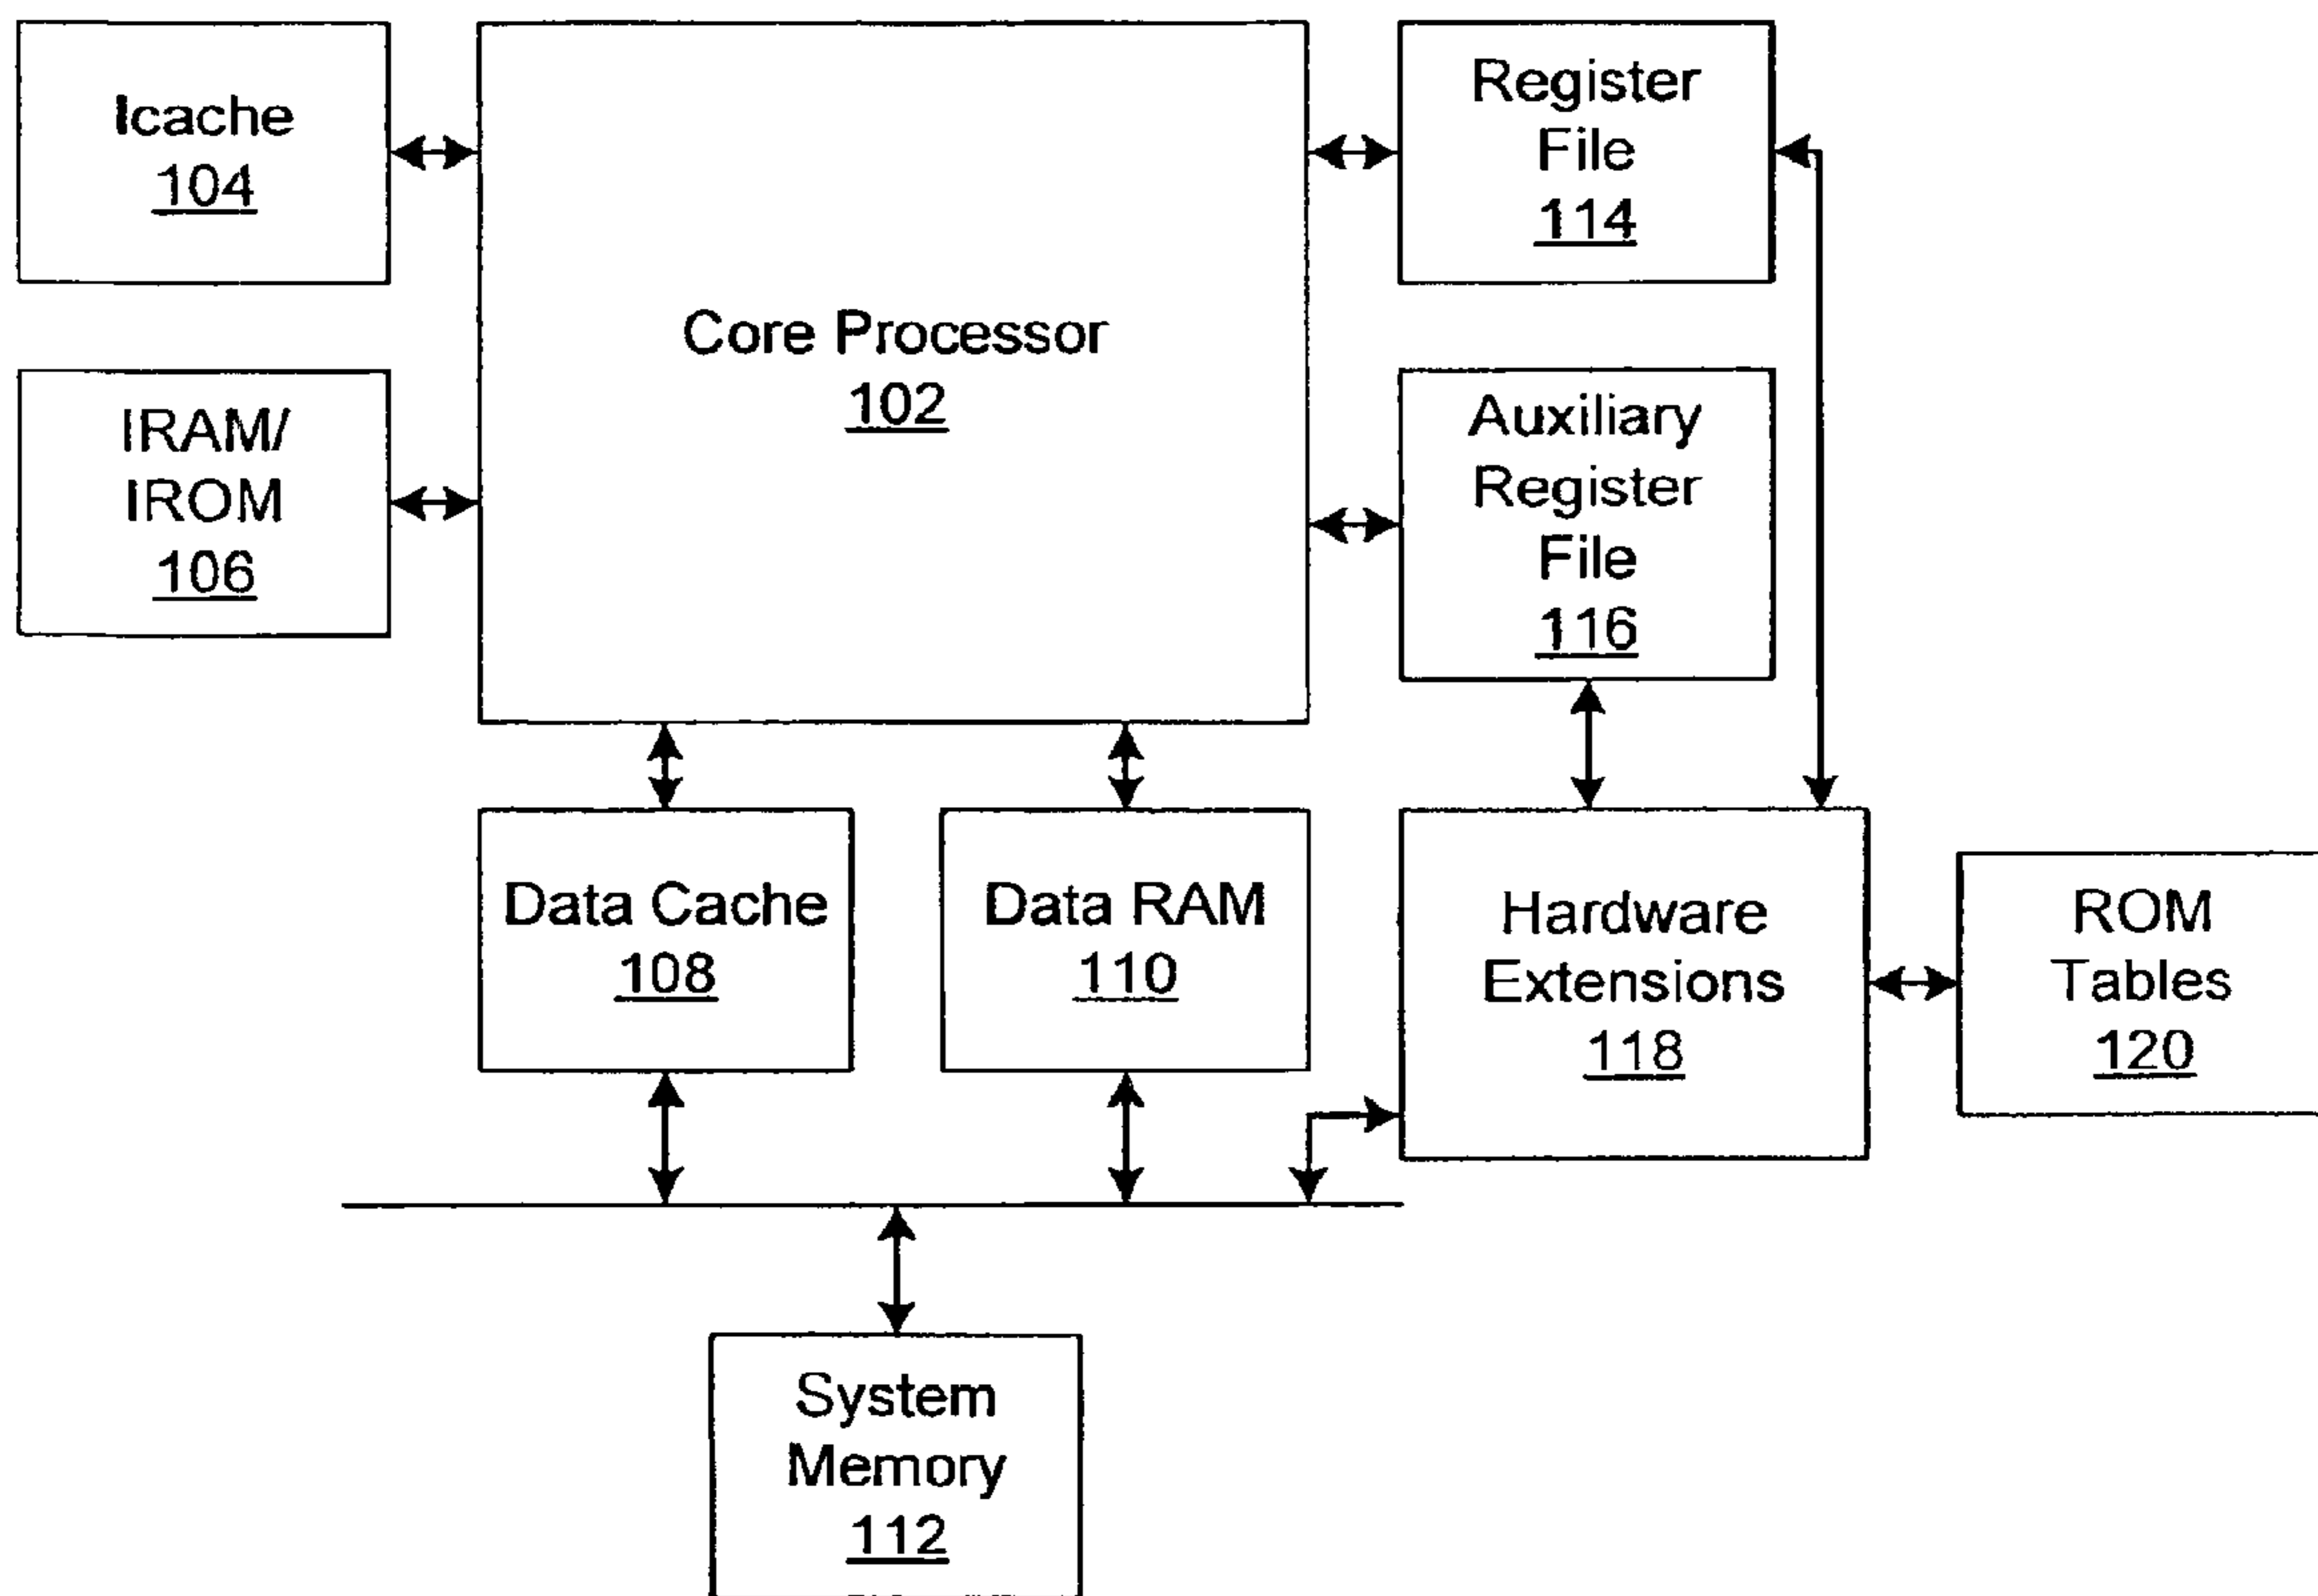 Icache
104
IRAM/
IROM
106
Core Processor
102
Register
File
114
Auxiliary
Register
File
116
Data Cache
108
Data RAM
110
Hardware
Extensions
118
ROM
Tables
120
System
Memory
112